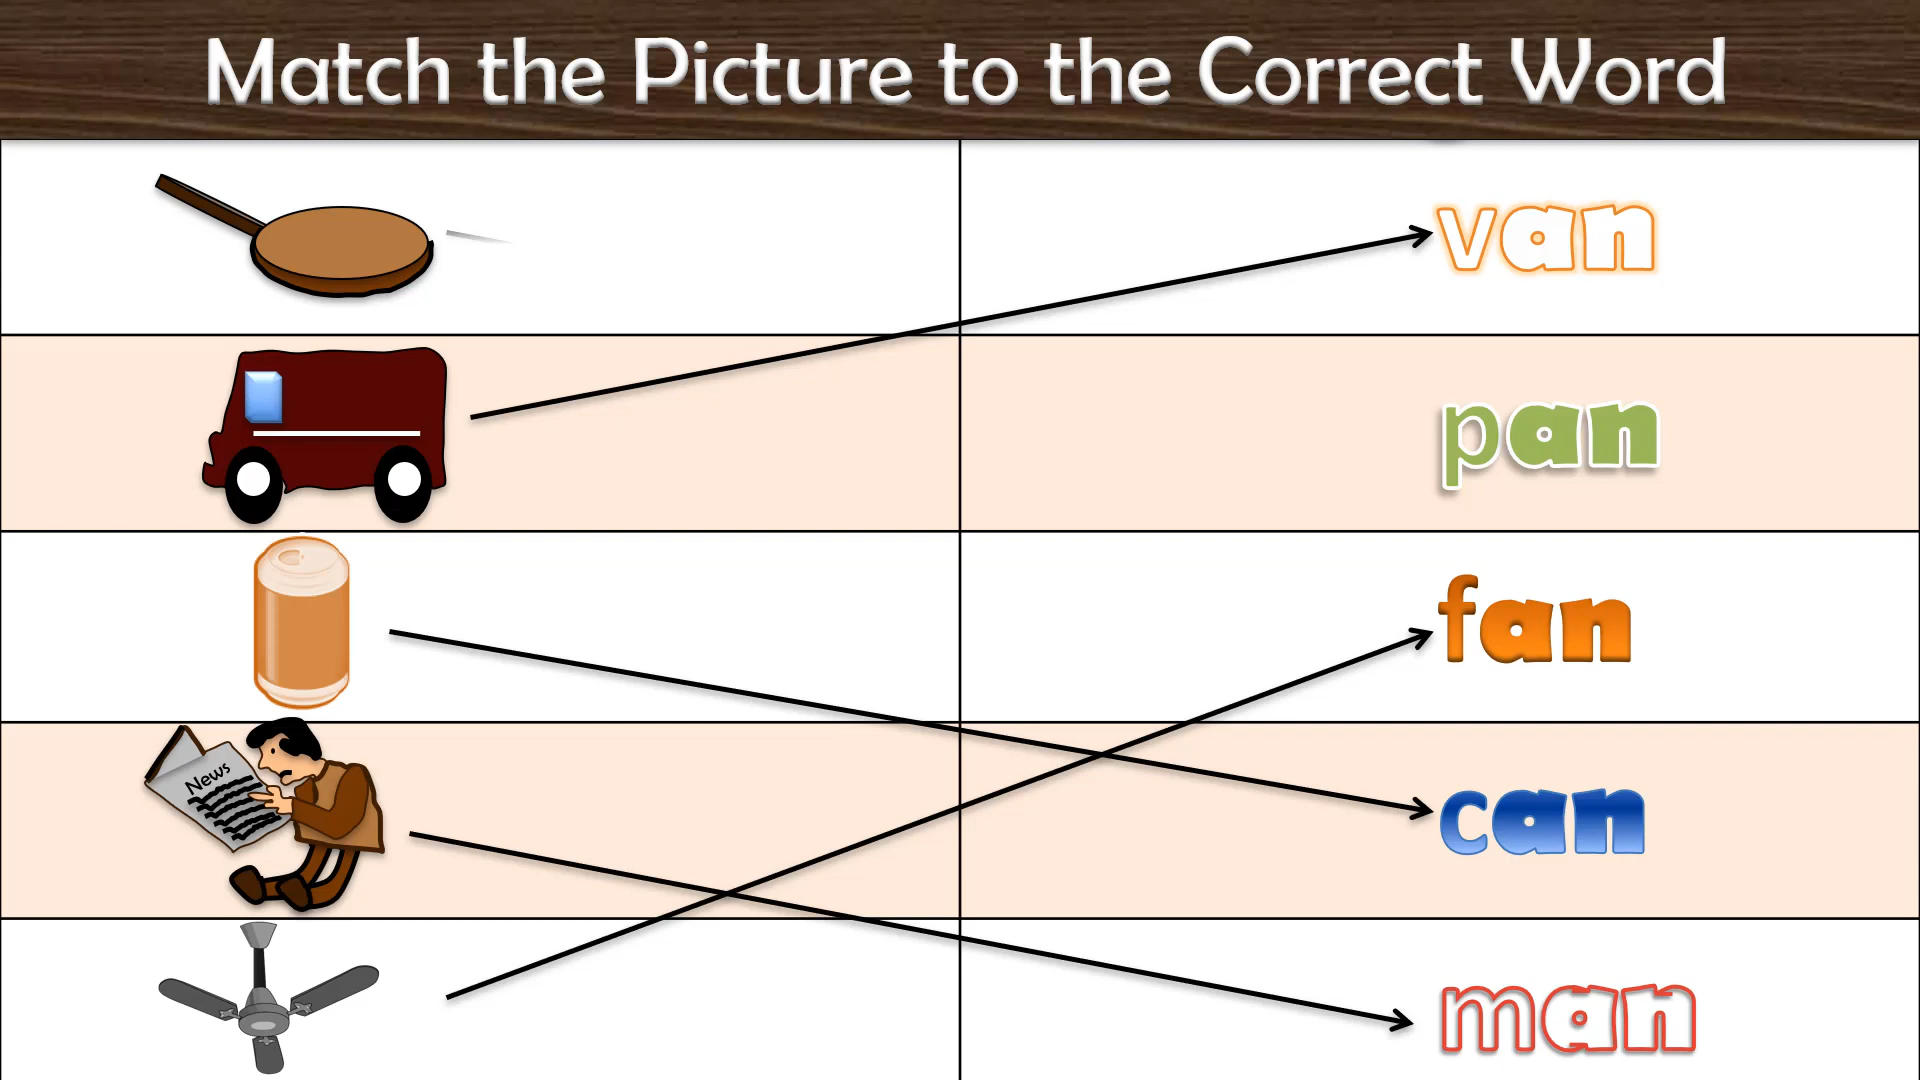 Match the Picture to the Correct Word
van
pan
fan
can
News
man